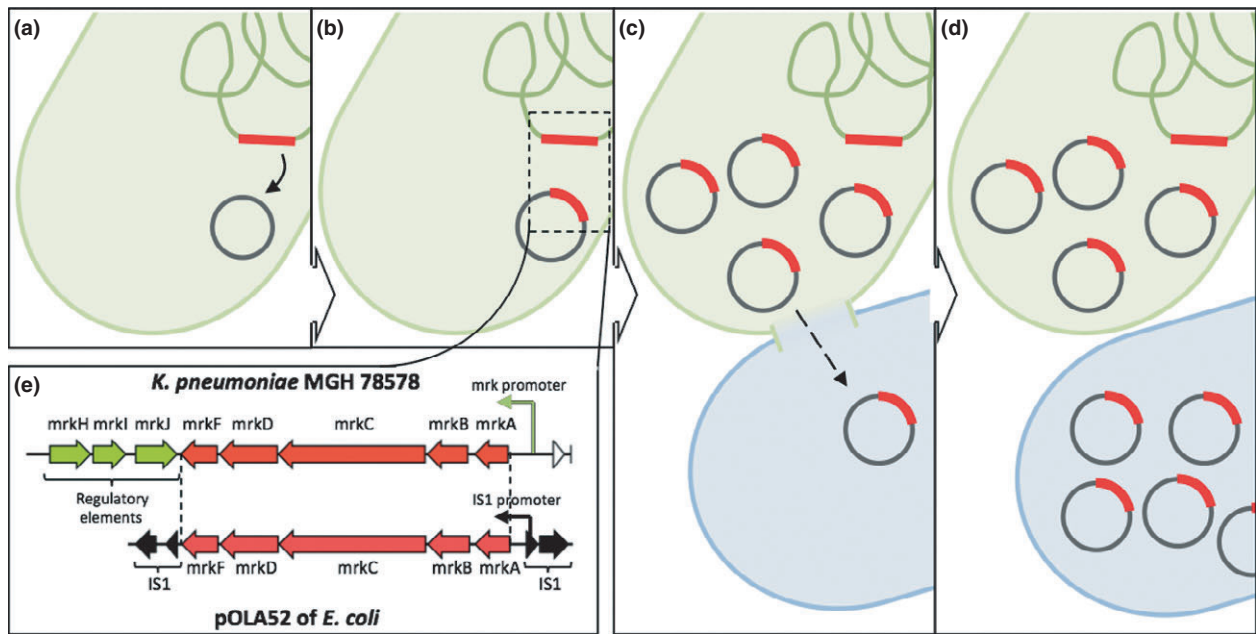 (a)
(b)
(c)
(d)
(e)
K. pneumoniae MGH 78578
mrk promoter
mrkH mrkI mrkJ mrkF mrkD mrkC mrkB mrkA
Regulatory
elements
IS1 promoter
IS1 mrkF mrkD mrkC mrkB mrkA IS1
pOLA52 of E. coli